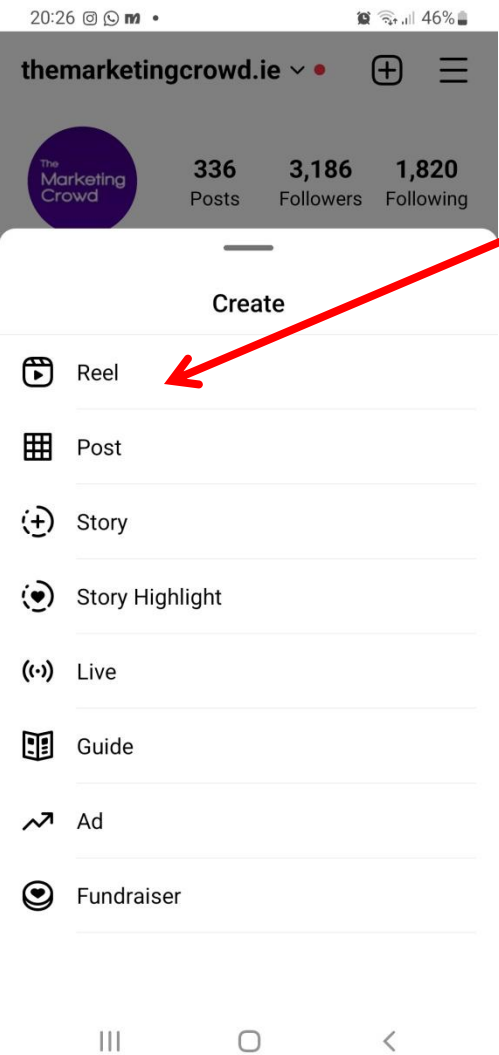 20:26 46%
themarketingcrowd.ie
The
Marketing
Crowd
336 3,186 1,820
Posts Followers Following
Create
Reel
Post
Story
Story Highlight
Live
Guide
Ad
Fundraiser